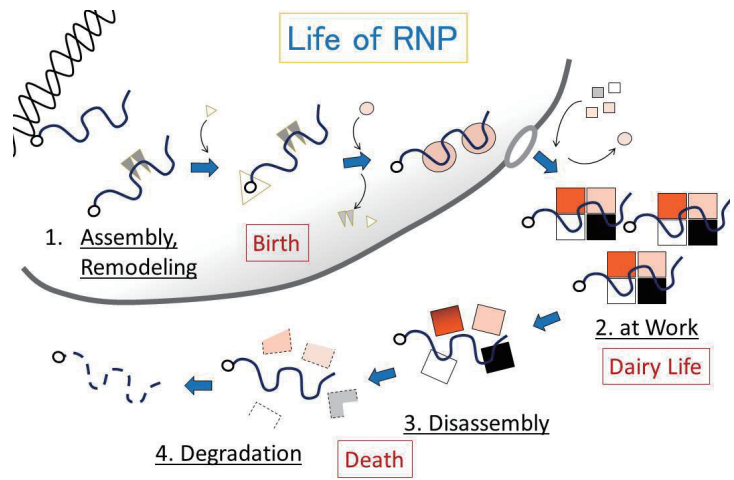 Life of RNP
1. Assembly,
Remodeling
Birth
2. at Work
Dairy Life
3. Disassembly
4. Degradation
Death